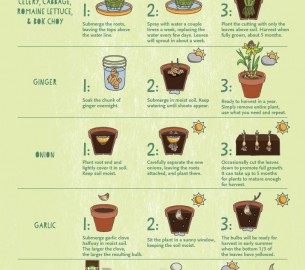 CELERY, CABBAGE,
ROMAINE LETTUCE,
& BOK CHOY
1:
Submerge the roots,
leaving the tops above
the water line.
2:
Spray with water a couple
times a week, replacing the
water every few days. Leaves
will sprout in about a week.
3:
Plant the cutting with only the
leaves above soil. Harvest when
fully grown, about 5 months.
GINGER
1:
Soak the chunk of
ginger overnight.
2:
Submerge in moist soil. Keep
watering until shoots appear.
3:
Ready to harvest in a year.
Simply remove entire plant,
use what you need and repeat.
ONION
1:
Plant root end and
lightly cover it in soil.
Keep soil moist.
2:
Carefully separate the new
onions, leaving the roots
attached, and plant them.
3:
Occasionally cut the leaves
down to promote full growth.
It can take up to 5 months
for plants to mature enough
for harvest.
GARLIC
1:
Submerge garlic clove
halfway in moist soil.
The larger the clove,
the larger the resulting bulb.
2:
Sit the plant in a sunny window,
keeping the soil moist.
3:
The bulbs will be ready for
harvest in early summer
when the bottom 1/3 of the
leaves have yellowed.